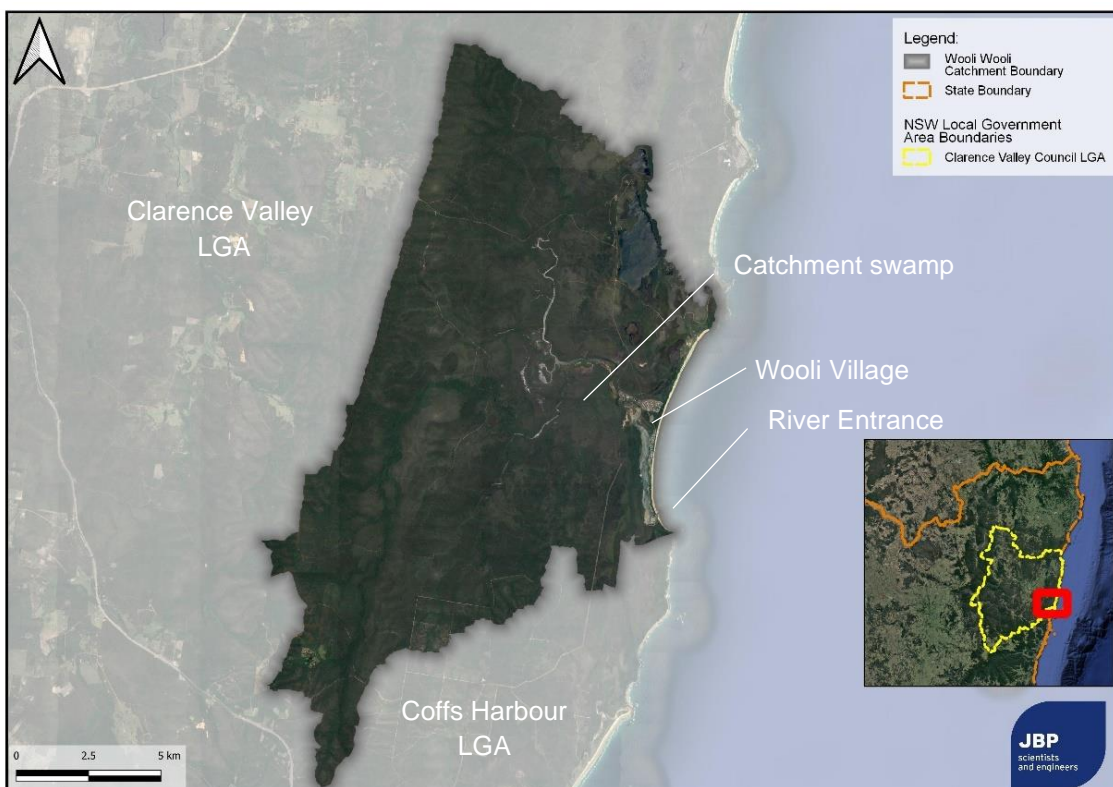 Legend:
Wooli Wooli
Catchment Boundary
State Boundary
NSW Local Government
Area Boundaries
Clarence Valley Council LGA
Clarence Valley
LGA
Catchment swamp
Wooli Village
River Entrance
Coffs Harbour
LGA
0 2.5 5 km
JBP
scientists
and engineers